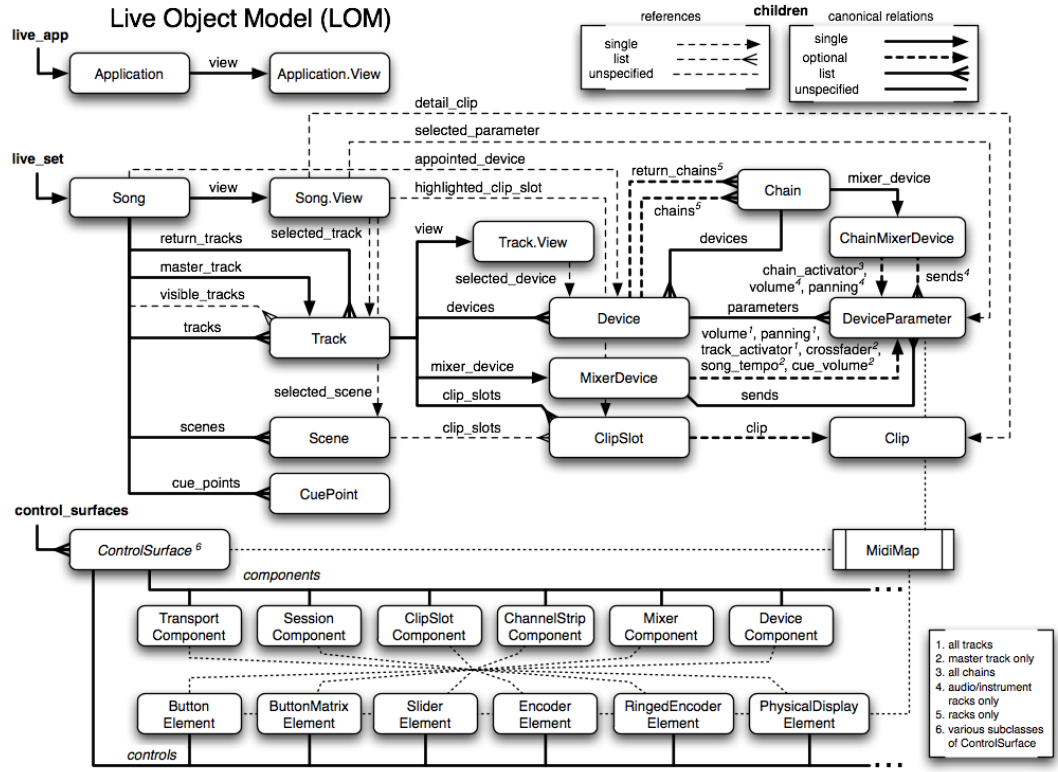 Live Object Model (LOM)
children
references
canonical relations
single
list
unspecified
single
optional
list
unspecified
live_app
Application
view
Application.View
detail_clip
selected_parameter
live_set
appointed_device
Song
view
Song.View
highlighted_clip_slot
selected_track
return_chains5
chains5
Chain
mixer_device
return_tracks
view
Track.View
devices
ChainMixerDevice
master_track
selected_device
chain_activator3,
volume4, panning4
sends4
visible_tracks
tracks
Track
devices
Device
parameters
DeviceParameter
volume1, panning1,
track_activator1, crossfader2,
song_tempo2, cue_volume2
mixer_device
MixerDevice
selected_scene
clip_slots
sends
scenes
Scene
clip_slots
ClipSlot
clip
Clip
cue_points
CuePoint
control_surfaces
ControlSurface 6
MidiMap
components
Transport
Component
Session
Component
ClipSlot
Component
ChannelStrip
Component
Mixer
Component
Device
Component
Button
Element
ButtonMatrix
Element
Slider
Element
Encoder
Element
RingedEncoder
Element
PhysicalDisplay
Element
controls
1. all tracks
2. master track only
3. all chains
4. audio/instrument
racks only
5. racks only
6. various subclasses
of ControlSurface